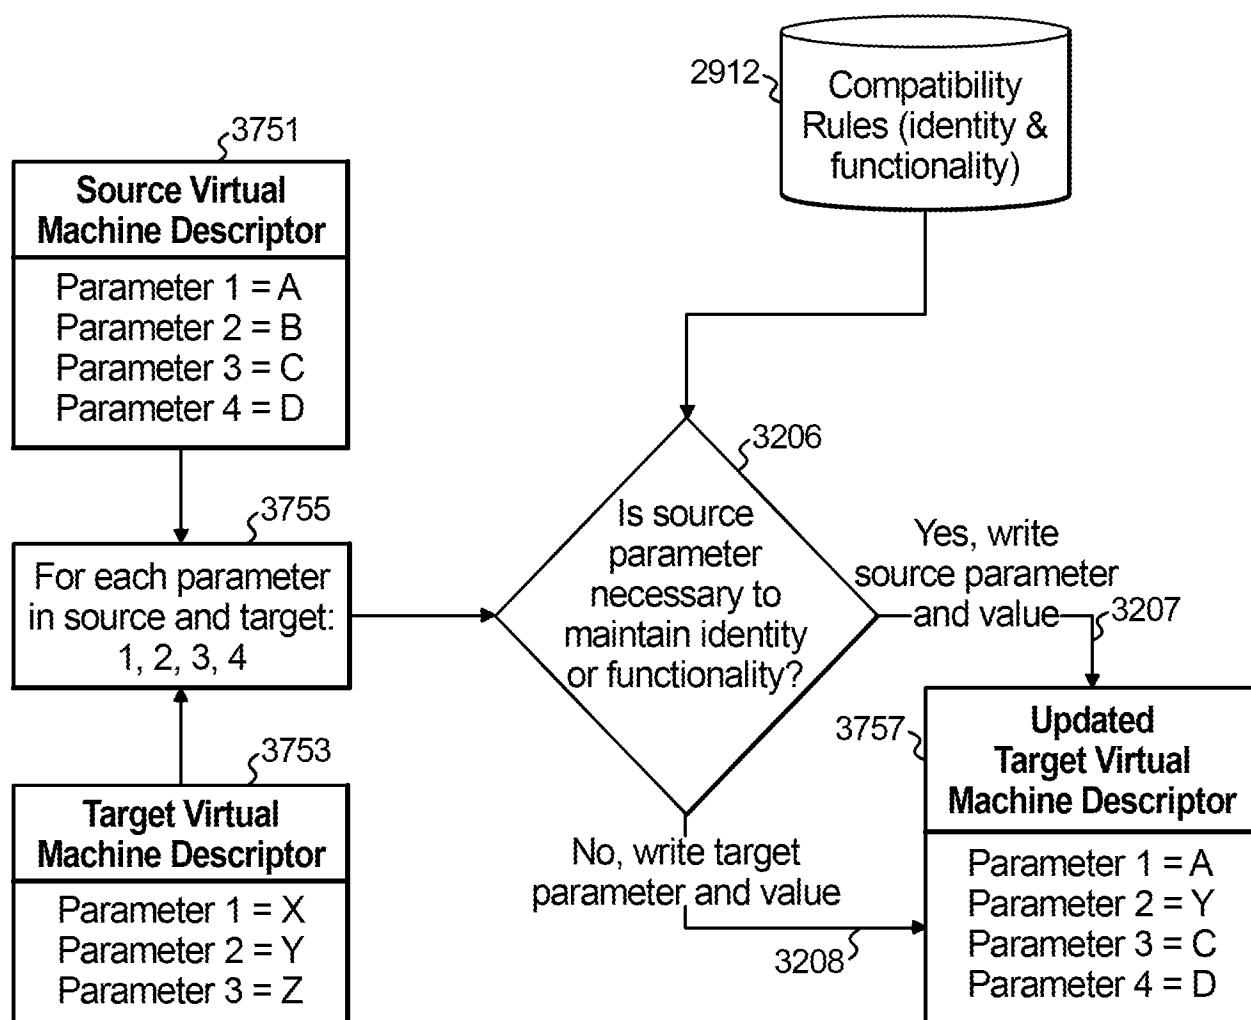 2912
Compatibility
Rules (identity &
functionality)
3751
Source Virtual
Machine Descriptor
Parameter 1 = A
Parameter 2 = B
Parameter 3 = C
Parameter 4 = D
3755
For each parameter
in source and target:
1, 2, 3, 4
3753
Target Virtual
Machine Descriptor
Parameter 1 = X
Parameter 2 = Y
Parameter 3 = Z
3206
Is source
parameter
necessary to
maintain identity
or functionality?
Yes, write
source parameter
and value
3207
No, write target
parameter and value
3208
3757
Updated
Target Virtual
Machine Descriptor
Parameter 1 = A
Parameter 2 = Y
Parameter 3 = C
Parameter 4 = D